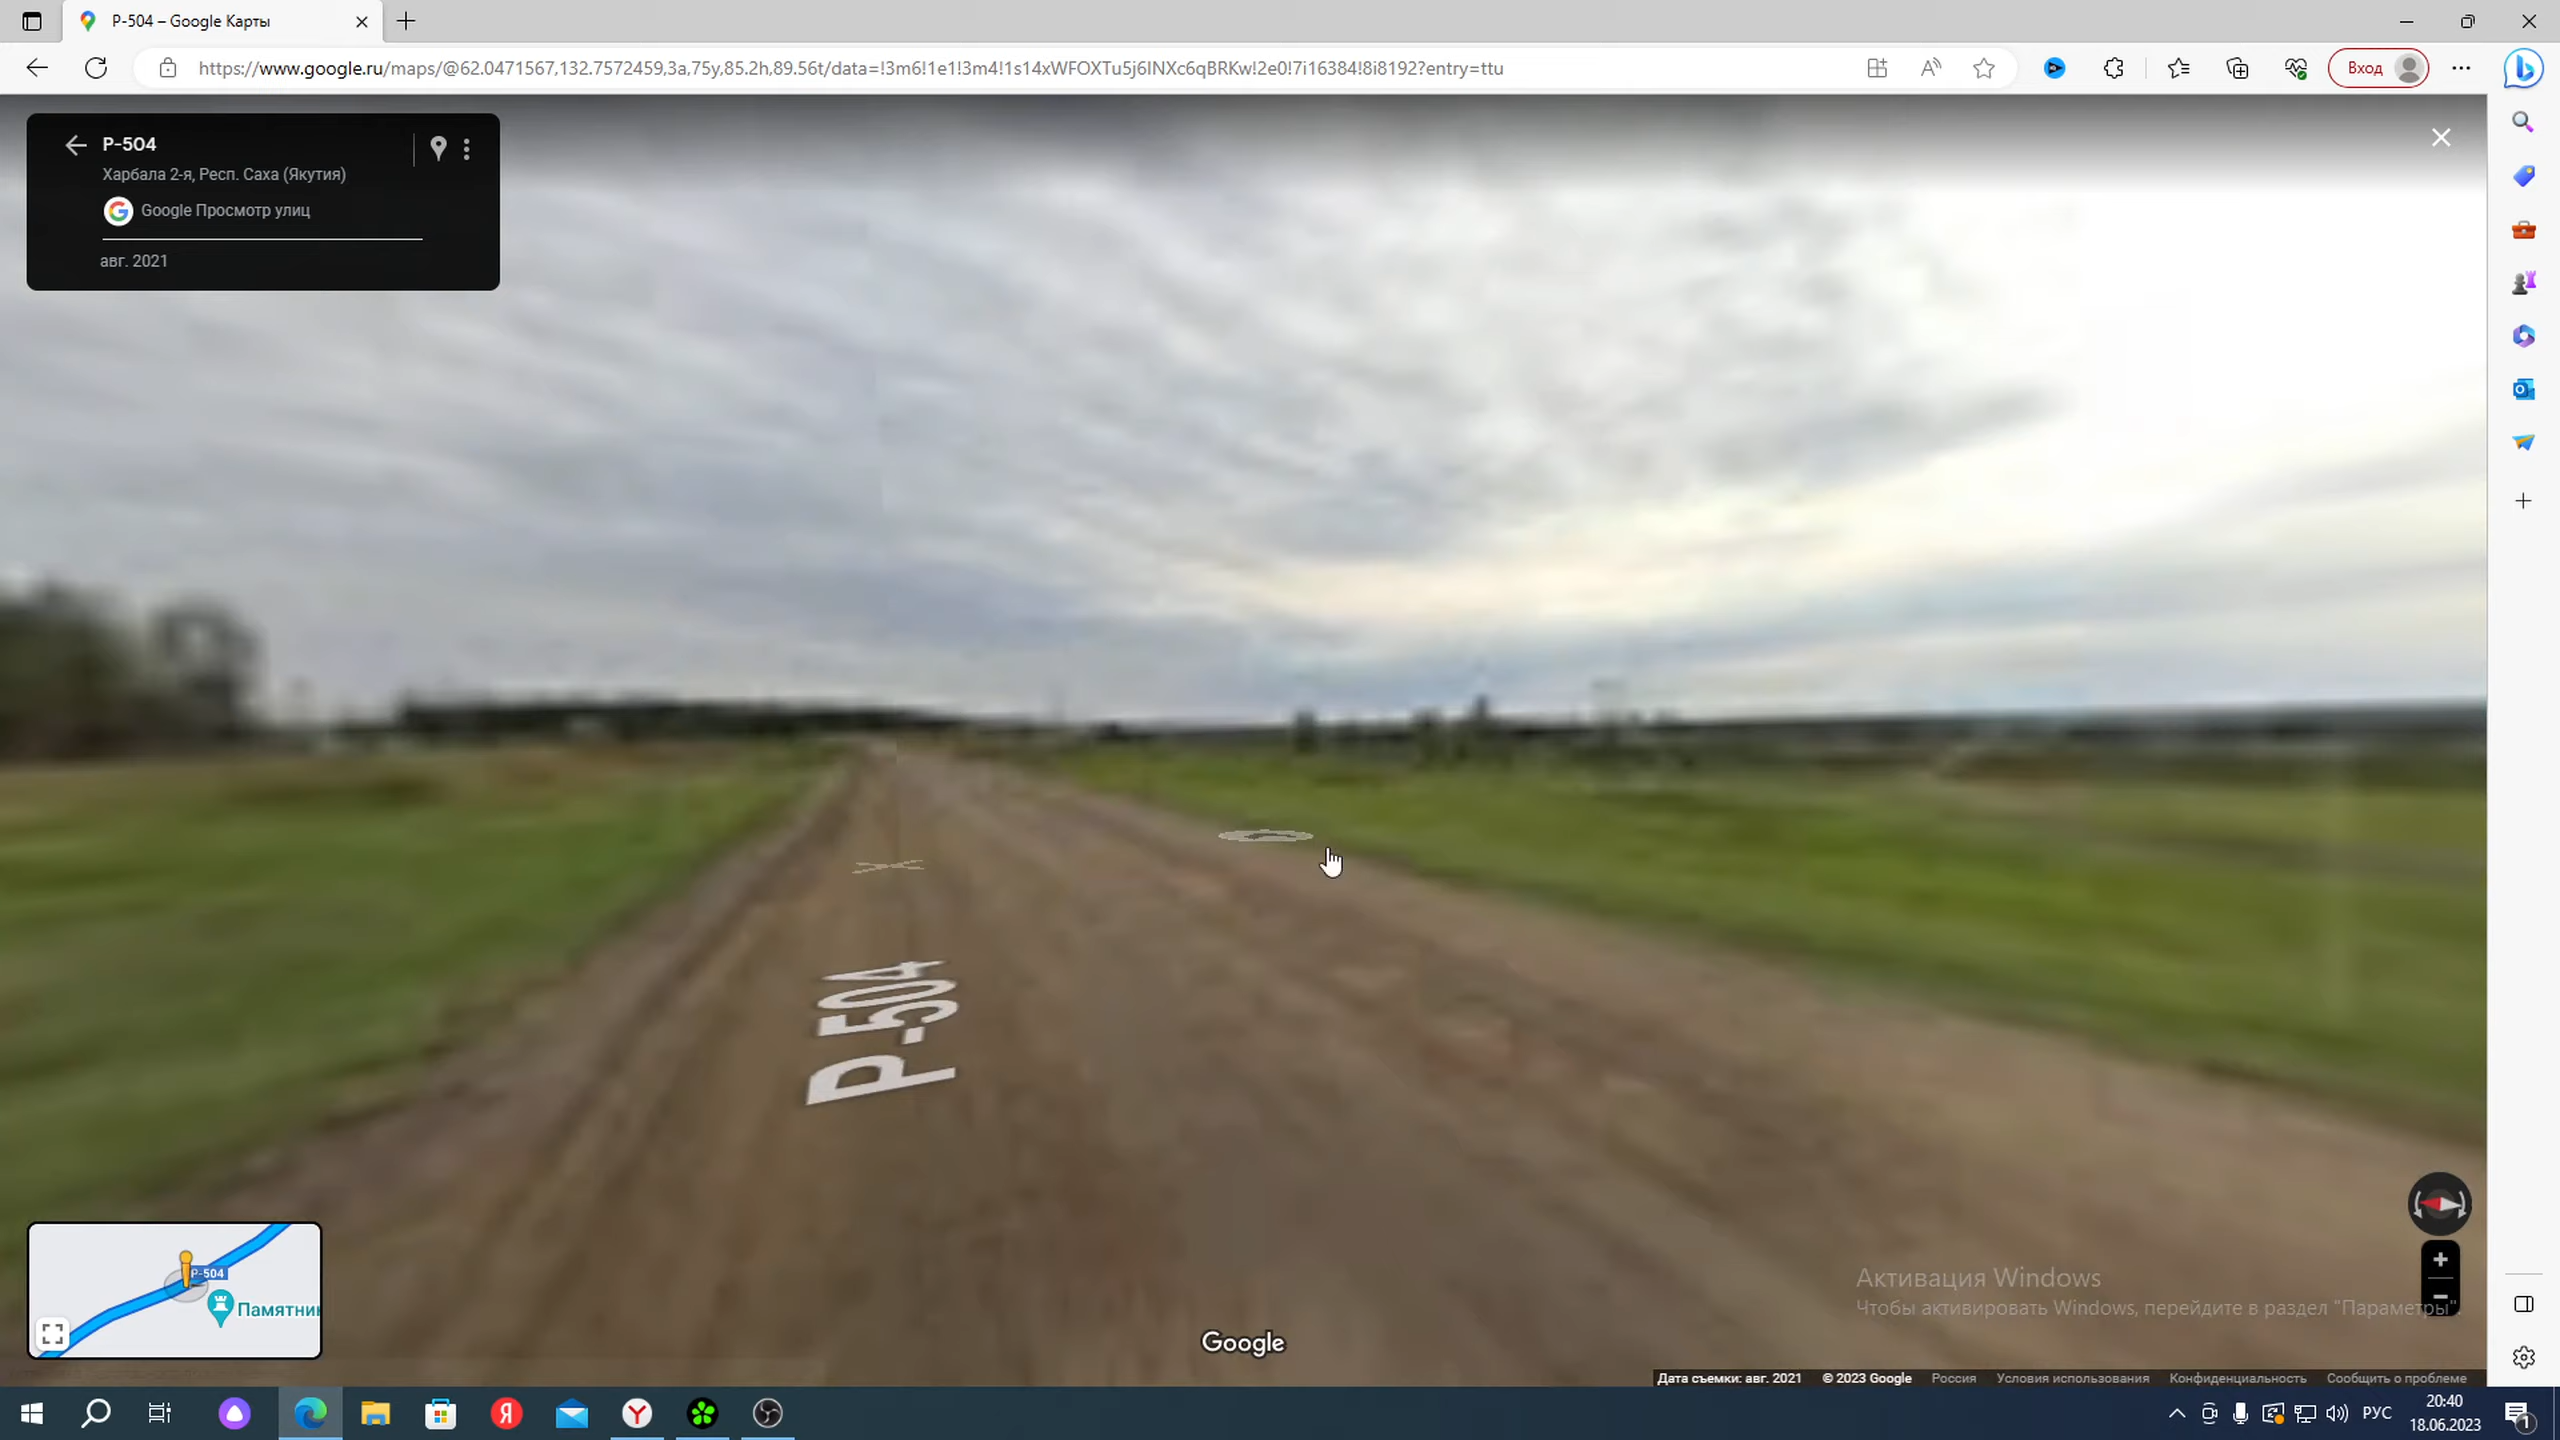 P-504 – Google Карты
https://www.google.ru/maps/@62.0471567,132.7572459,3a,75y,85.2h,89.56t/data=!3m6!1e1!3m4!1s14xWFOXTu5j6INXc6qBRKw!2e0!7i16384!8i8192?entry=ttu
Вход
P-504
Харбала 2-я, Респ. Саха (Якутия)
Google Просмотр улиц
авг. 2021
P-504
P-504
Памятник
Активация Windows
Чтобы активировать Windows, перейдите в раздел "Параметры".
Google
Дата съемки: авг. 2021 © 2023 Google Россия Условия использования Конфиденциальность Сообщить о проблеме
РУС
20:40
18.06.2023
1